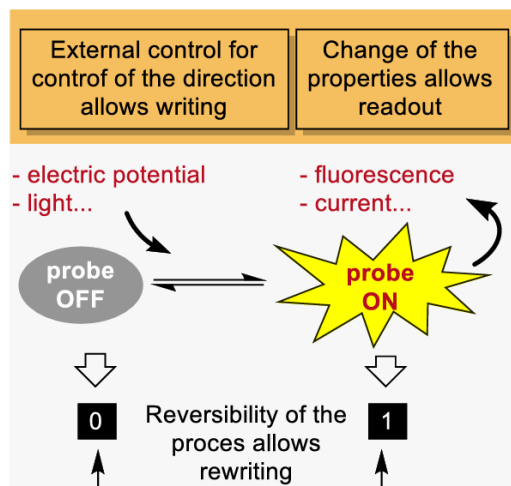 External control for
control of the direction
allows writing
Change of the
properties allows
readout
- electric potential
- light...
- fluorescence
- current...
probe
OFF
probe
ON
0
Reversibility of the
proces allows
rewriting
1